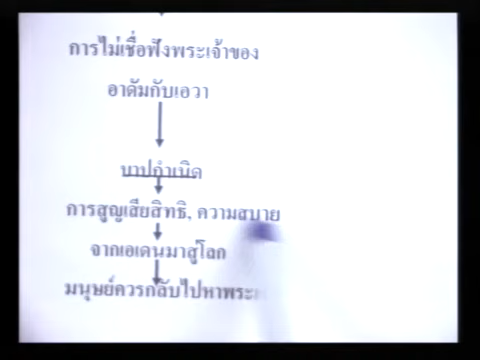 การไม่เชื่อฟังพระเจ้าของ
อาดัมกับเอวา
บาปกำเนิด
การสูญเสียสิทธิ, ความสบาย
จากเอเดนมาสู่โลก
มนุษย์ควรกลับไปหา